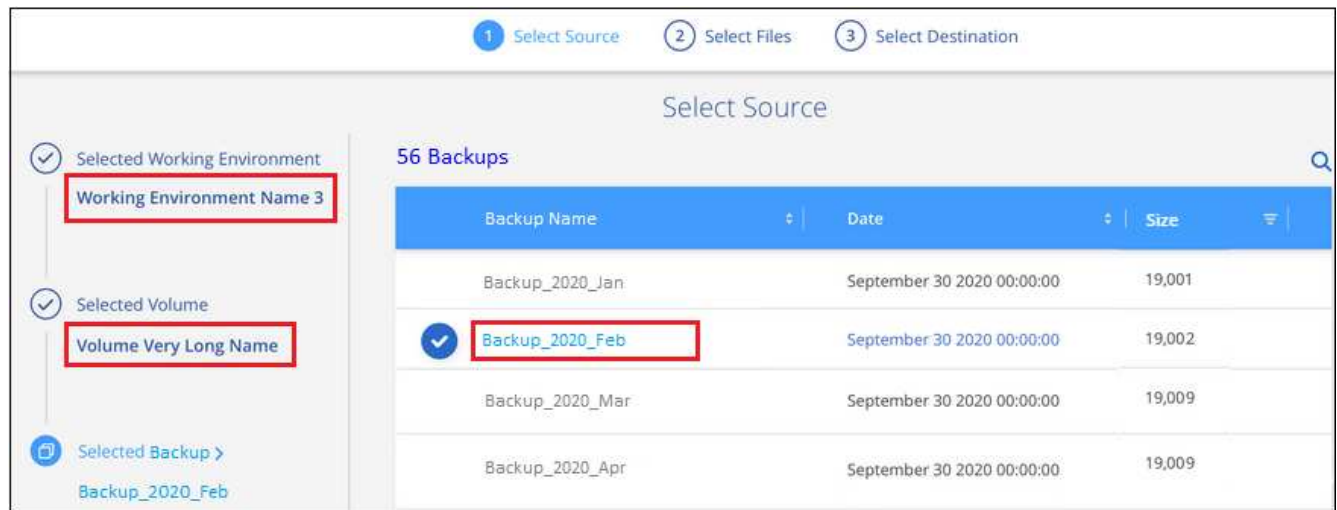 1 Select Source 2 Select Files 3 Select Destination
Select Source
Selected Working Environment
Working Environment Name 3
Selected Volume
Volume Very Long Name
Selected Backup >
Backup_2020_Feb
56 Backups
Backup Name Date Size
Backup_2020_Jan September 30 2020 00:00:00 19,001
Backup_2020_Feb September 30 2020 00:00:00 19,002
Backup_2020_Mar September 30 2020 00:00:00 19,009
Backup_2020_Apr September 30 2020 00:00:00 19,009